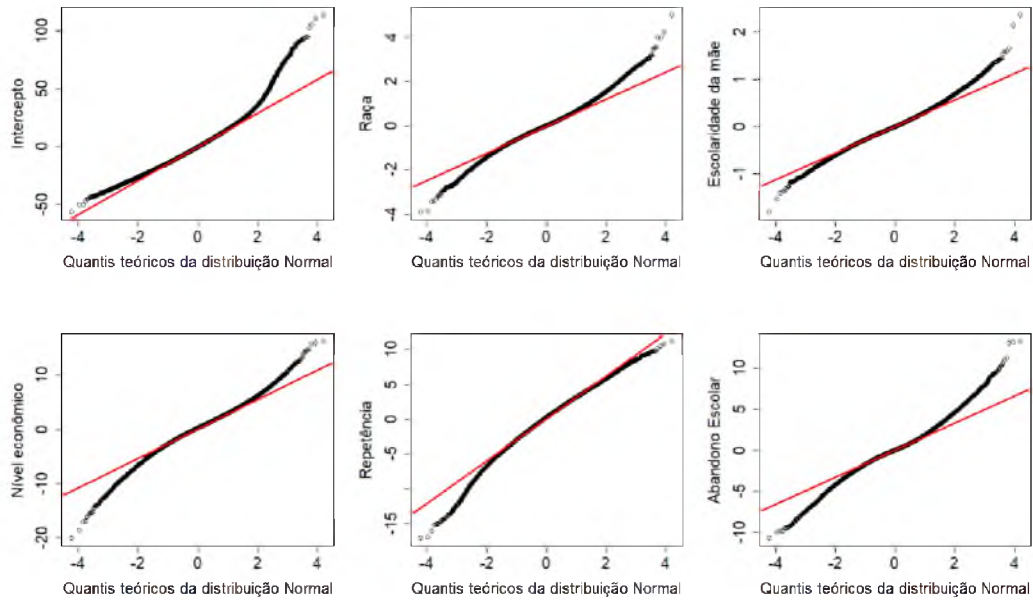 Intercepto
100
50
0
-50
-4 -2 0 2 4
Quantis teóricos da distribuição Normal
Raça
4
2
0
-2
-4
-4 -2 0 2 4
Quantis teóricos da distribuição Normal
Escolaridade da mãe
2
1
0
-1
-4 -2 0 2 4
Quantis teóricos da distribuição Normal
Nível econômico
10
0
-10
-20
-4 -2 0 2 4
Quantis teóricos da distribuição Normal
Repetência
10
5
0
-5
-15
-4 -2 0 2 4
Quantis teóricos da distribuição Normal
Abandono Escolar
10
5
0
-5
-10
-4 -2 0 2 4
Quantis teóricos da distribuição Normal